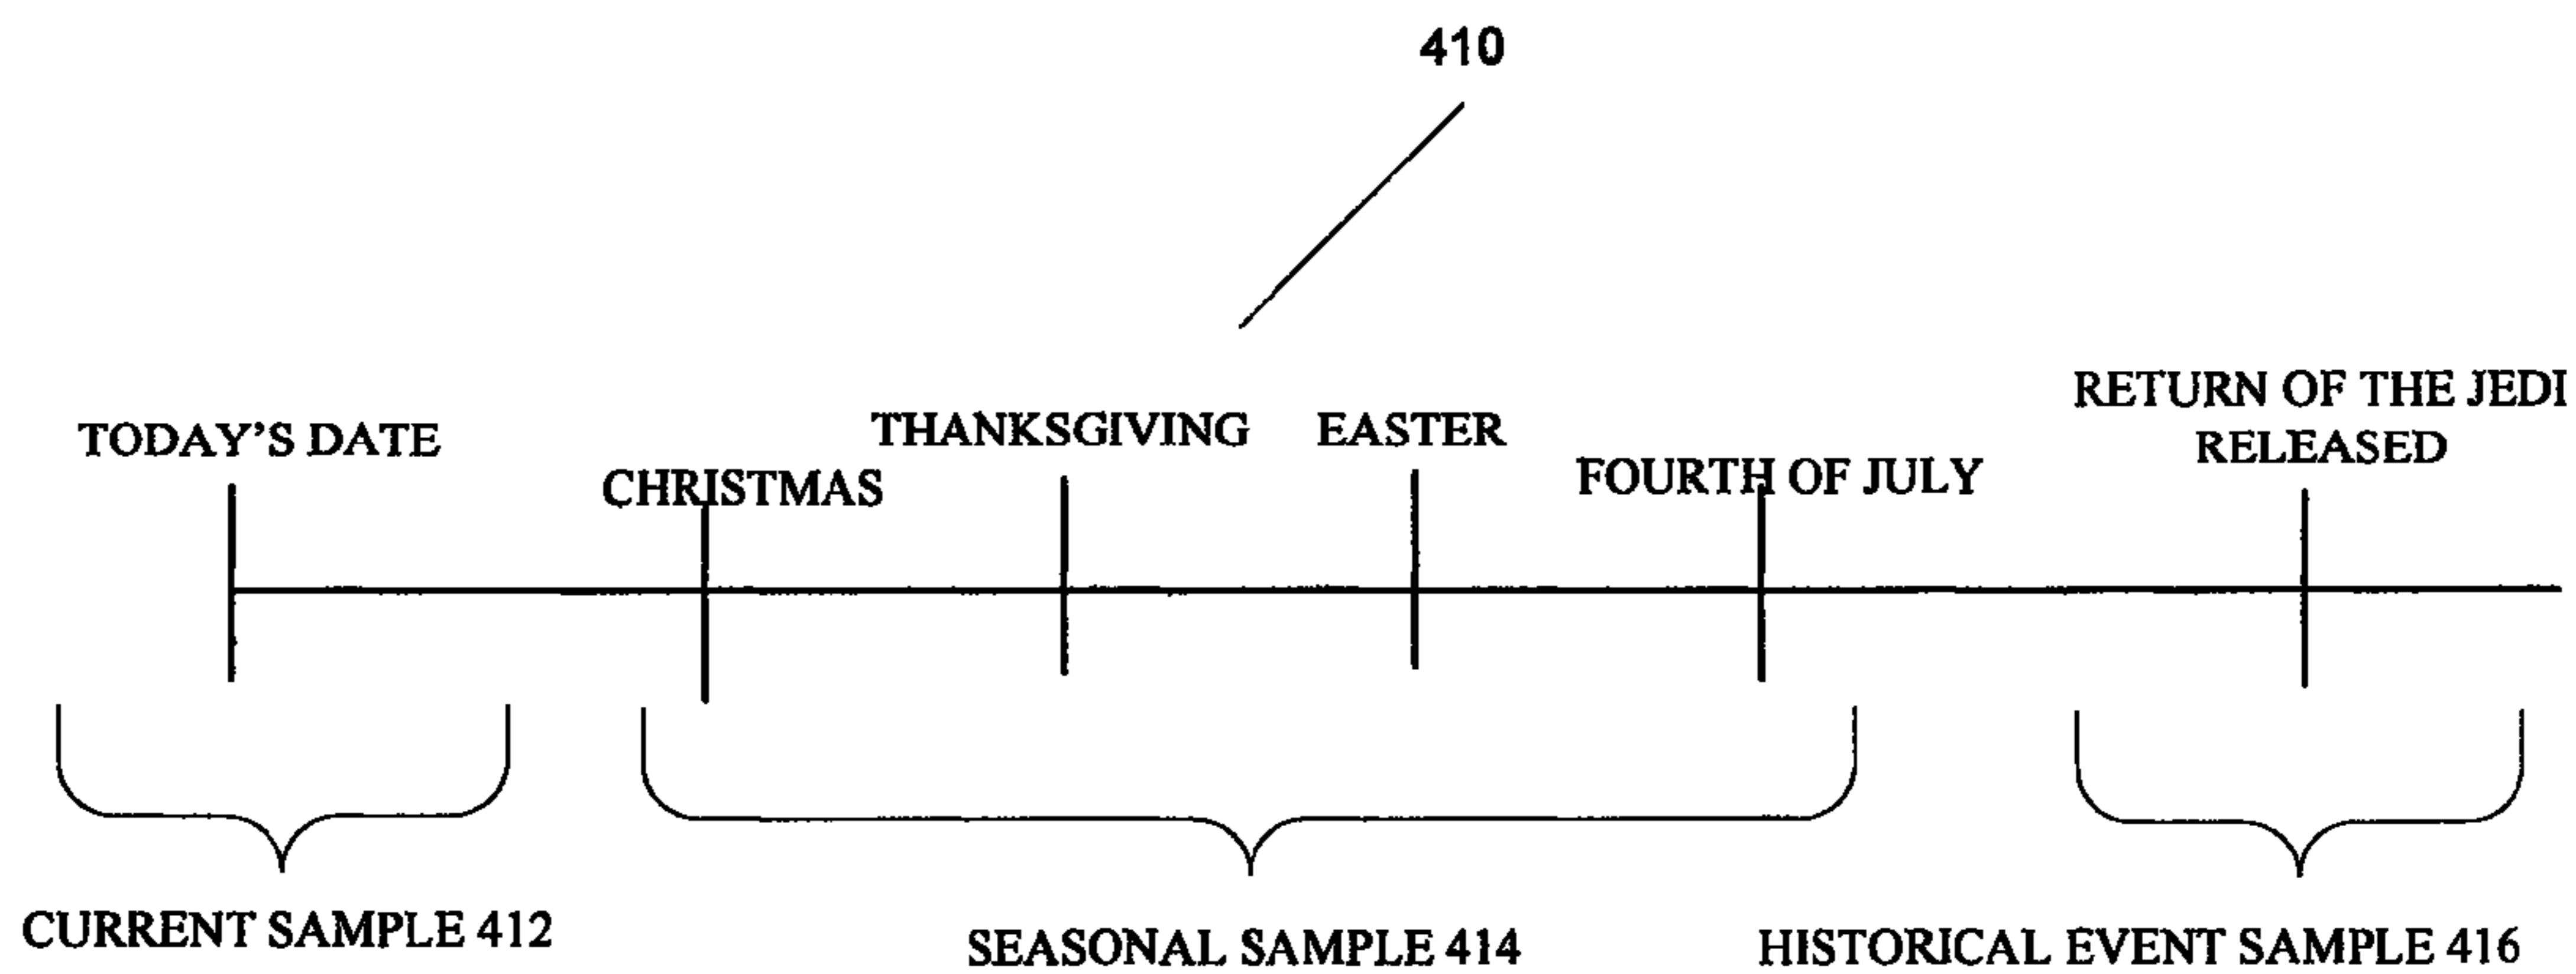 410
RETURN OF THE JEDI
RELEASED
TODAY'S DATE
CHRISTMAS
THANKSGIVING
EASTER
FOURTH OF JULY
CURRENT SAMPLE 412
SEASONAL SAMPLE 414
HISTORICAL EVENT SAMPLE 416